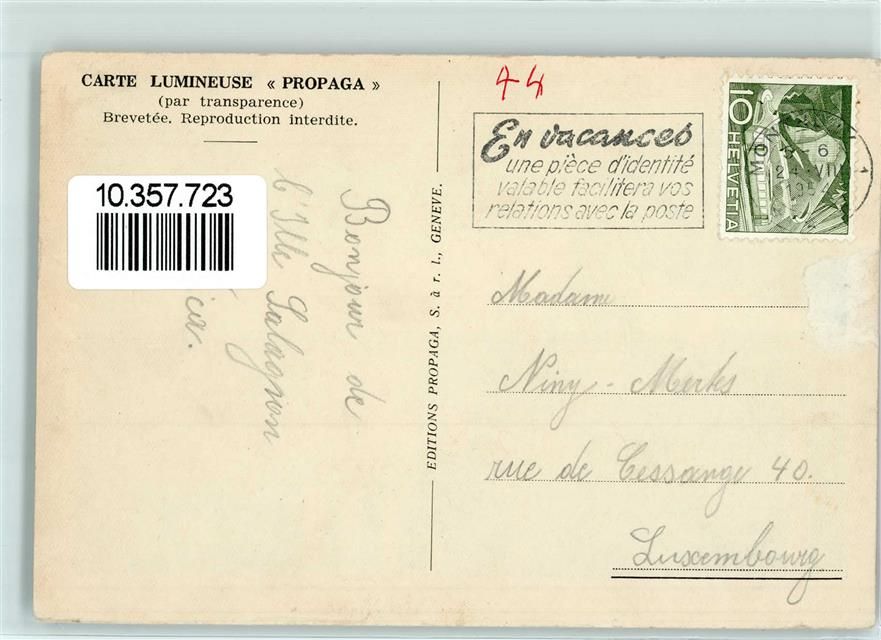 CARTE LUMINEUSE « PROPAGA »
(par transparence)
Brevetée. Reproduction interdite.
10.357.723
Bonjour de
l'Ille Salagnon
EDITIONS PROPAGA, S. à r. l., GENEVE.
44
En vacances
une pièce d'identité
valable facilitera vos
relations avec la poste
10 HELVETIA
Madame
Niny-Merks
rue de Cessange 40.
Luxembourg